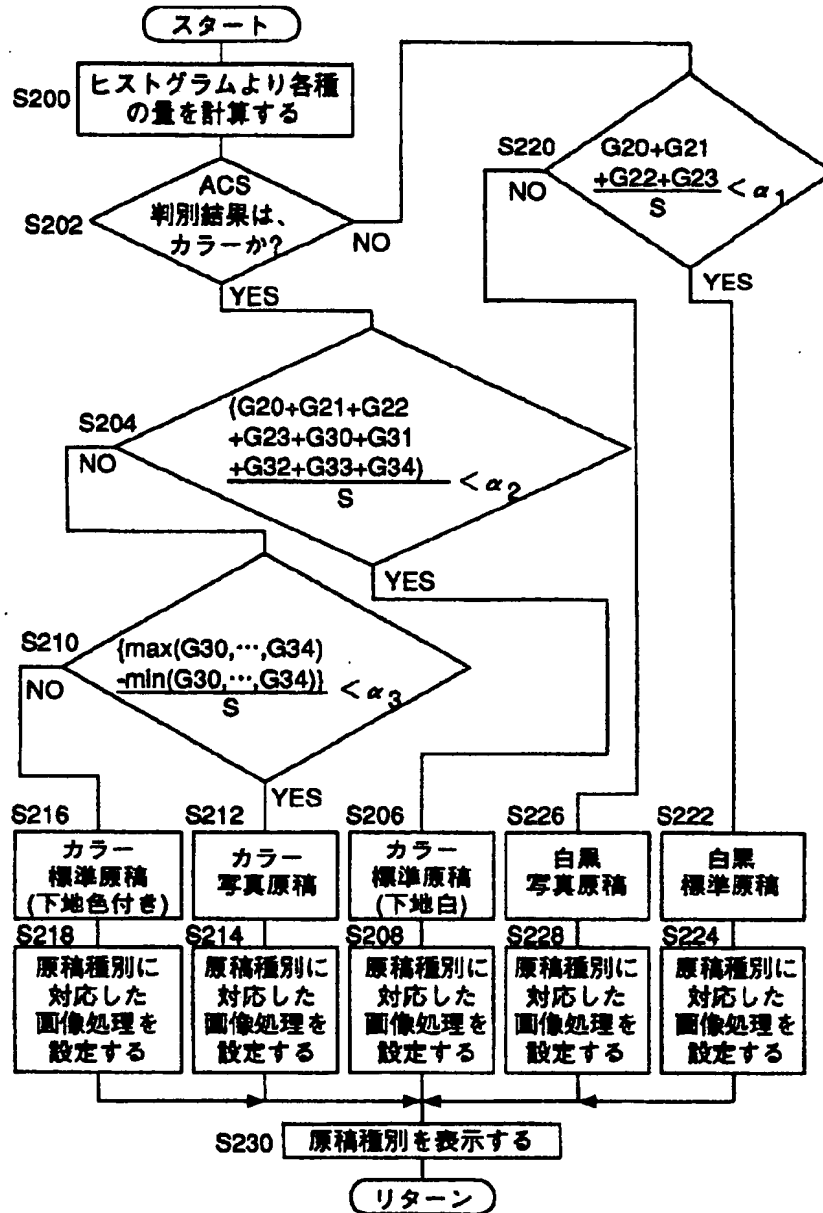 スタート
S200
ヒストグラムより各種
の量を計算する
S202
ACS
判別結果は、
カラーか?
NO
YES
S220
NO
G20+G21
+G22+G23
S
< α1
YES
S204
NO
(G20+G21+G22
+G23+G30+G31
+G32+G33+G34)
S
< α2
YES
S210
NO
{max(G30,…,G34)
-min(G30,…,G34)}
S
< α3
YES
S216
カラー
標準原稿
(下地色付き)
S212
カラー
写真原稿
S206
カラー
標準原稿
(下地白)
S226
白黒
写真原稿
S222
白黒
標準原稿
S218
原稿種別に
対応した
画像処理を
設定する
S214
原稿種別に
対応した
画像処理を
設定する
S208
原稿種別に
対応した
画像処理を
設定する
S228
原稿種別に
対応した
画像処理を
設定する
S224
原稿種別に
対応した
画像処理を
設定する
S230
原稿種別を表示する
リターン